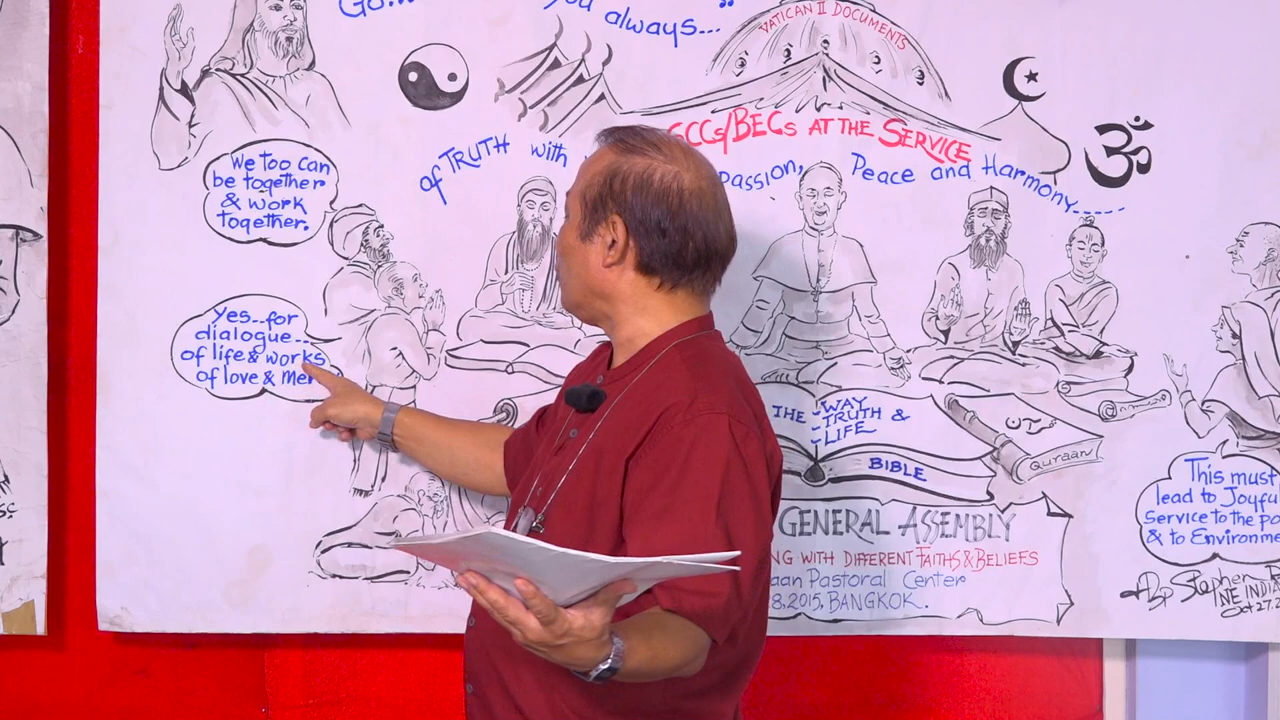 you always..."
VATICAN II DOCUMENTS
SCCs/BECs AT THE SERVICE
of TRUTH with
Passion, Peace and Harmony.....
We too can
be together
& work
together.
Yes..for
dialogue...
of life & works
of love & Mer
THE -WAY
-TRUTH &
-LIFE
BIBLE
Quraan
GENERAL ASSEMBLY
NG WITH DIFFERENT FAITHS & BELIEFS
aan Pastoral Center
8,2015, BANGKOK.
This must
lead to Joyfu
Service to the po
& to Environme
Stephen
NE INDIA